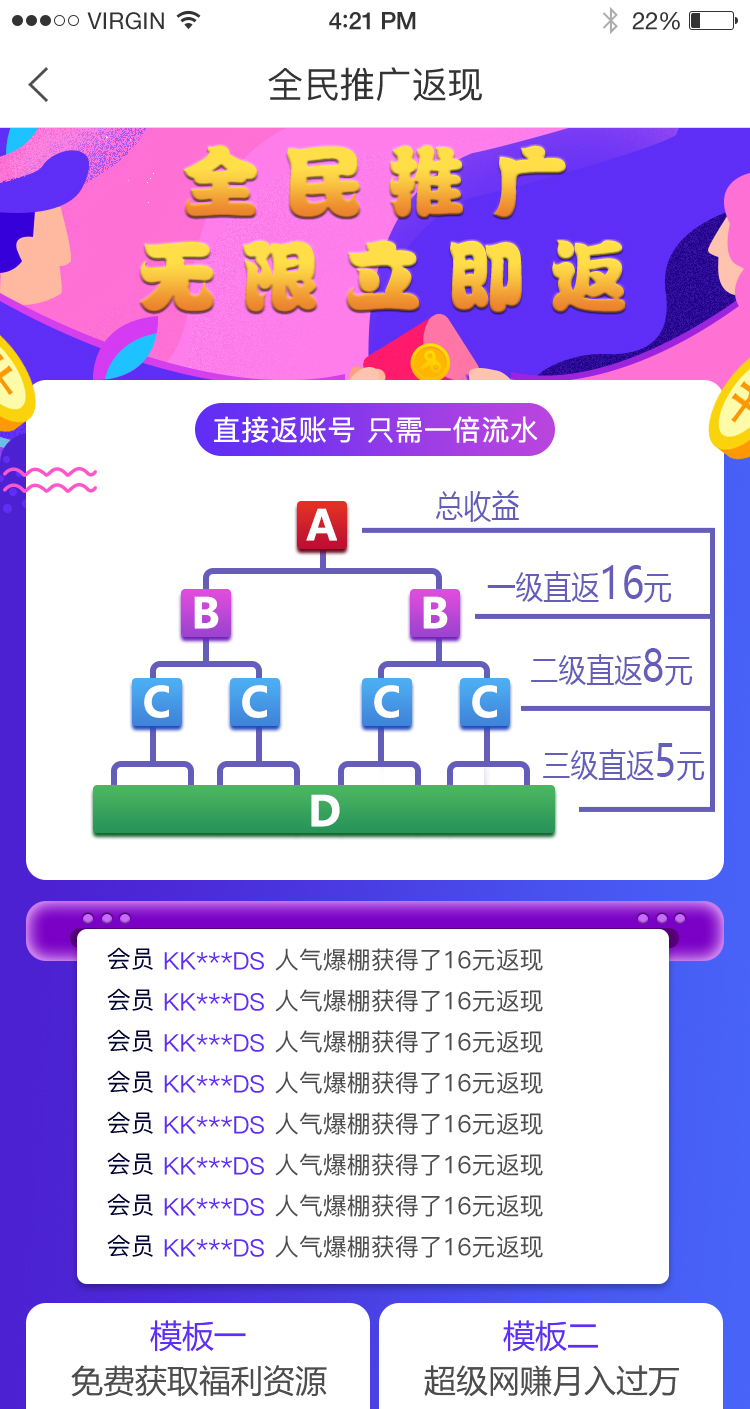 VIRGIN 4:21 PM 22%
全民推广返现
全民推广
无限立即返
直接返账号 只需一倍流水
总收益
A
一级直返16元
B B
二级直返8元
C C C C
三级直返5元
D
会员 KK***DS 人气爆棚获得了16元返现
会员 KK***DS 人气爆棚获得了16元返现
会员 KK***DS 人气爆棚获得了16元返现
会员 KK***DS 人气爆棚获得了16元返现
会员 KK***DS 人气爆棚获得了16元返现
会员 KK***DS 人气爆棚获得了16元返现
会员 KK***DS 人气爆棚获得了16元返现
会员 KK***DS 人气爆棚获得了16元返现
模板一
免费获取福利资源
模板二
超级网赚月入过万